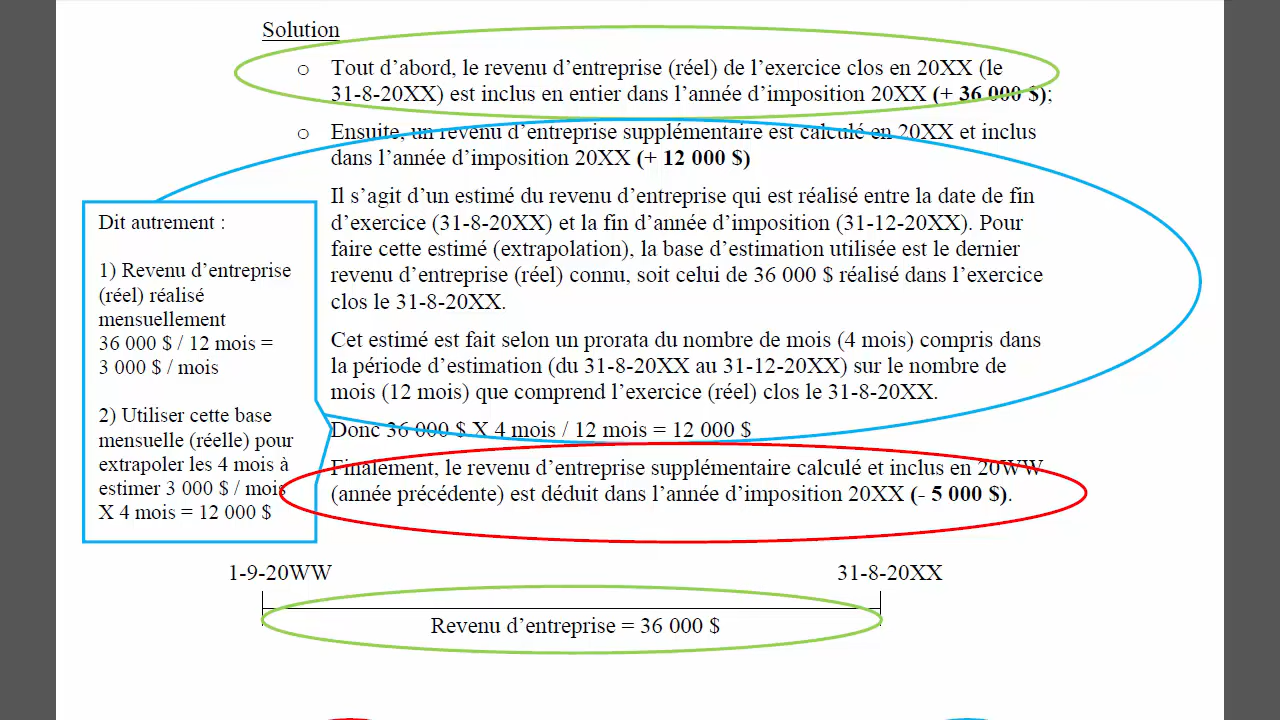 Solution
o Tout d'abord, le revenu d'entreprise (réel) de l'exercice clos en 20XX (le
31-8-20XX) est inclus en entier dans l'année d'imposition 20XX (+ 36 000 $);
o Ensuite, un revenu d'entreprise supplémentaire est calculé en 20XX et inclus
dans l'année d'imposition 20XX (+ 12 000 $)
Il s'agit d'un estimé du revenu d'entreprise qui est réalisé entre la date de fin
d'exercice (31-8-20XX) et la fin d'année d'imposition (31-12-20XX). Pour
faire cette estimé (extrapolation), la base d'estimation utilisée est le dernier
revenu d'entreprise (réel) connu, soit celui de 36 000 $ réalisé dans l'exercice
clos le 31-8-20XX.
Cet estimé est fait selon un prorata du nombre de mois (4 mois) compris dans
la période d'estimation (du 31-8-20XX au 31-12-20XX) sur le nombre de
mois (12 mois) que comprend l'exercice (réel) clos le 31-8-20XX.
Donc 36 000 $ X 4 mois / 12 mois = 12 000 $
Finalement, le revenu d'entreprise supplémentaire calculé et inclus en 20WW
(année précédente) est déduit dans l'année d'imposition 20XX (- 5 000 $).
Dit autrement :
1) Revenu d'entreprise
(réel) réalisé
mensuellement
36 000 $ / 12 mois =
3 000 $ / mois
2) Utiliser cette base
mensuelle (réelle) pour
extrapoler les 4 mois à
estimer 3 000 $ / mois
X 4 mois = 12 000 $
1-9-20WW
31-8-20XX
Revenu d'entreprise = 36 000 $